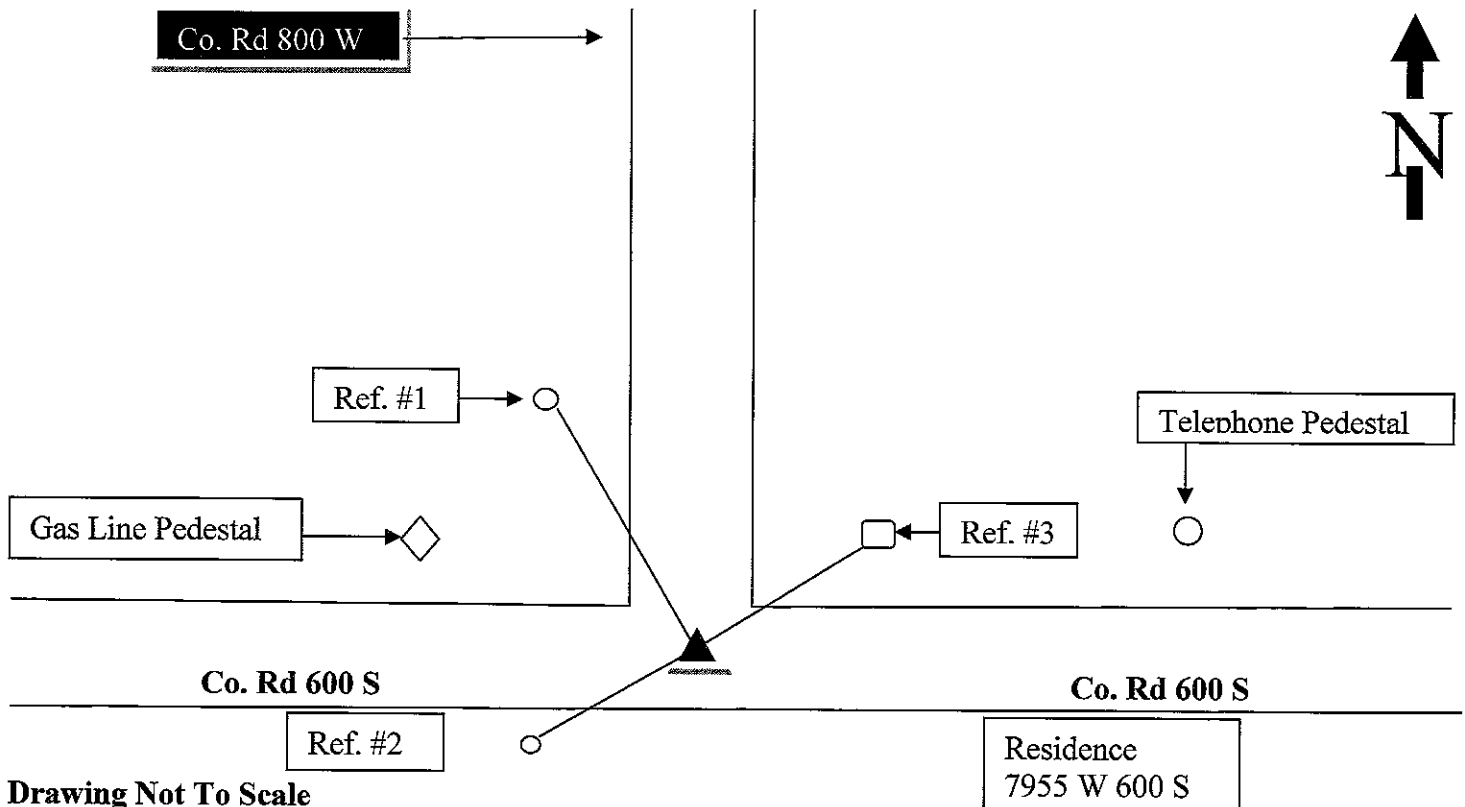 Co. Rd 800 W
N
Ref. #1
Telephone Pedestal
Gas Line Pedestal
Ref. #3
Co. Rd 600 S
Co. Rd 600 S
Ref. #2
Residence
7955 W 600 S
Drawing Not To Scale